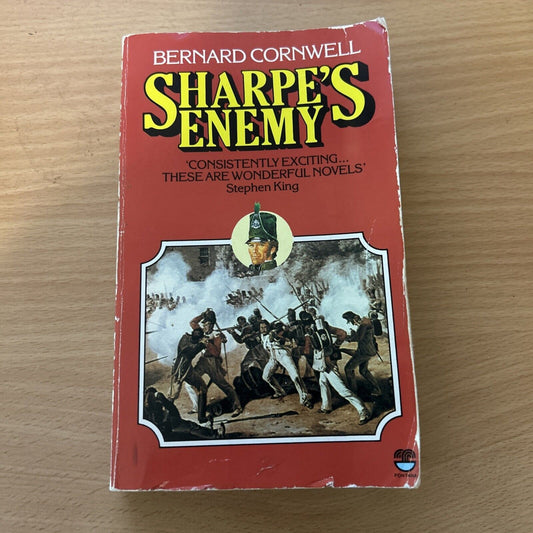 BERNARD CORNWELL
SHARPE'S
ENEMY
'CONSISTENTLY EXCITING...
THESE ARE WONDERFUL NOVELS'
Stephen King
FONTANA